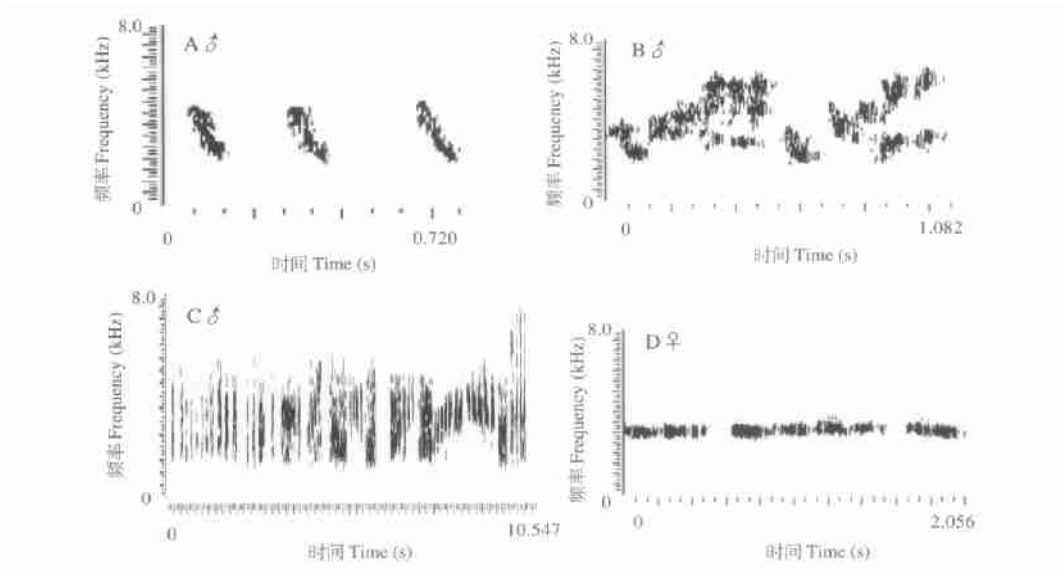 8.0
A ♂
频率 Frequency (kHz)
0
0
0.720
时间 Time (s)
8.0
B ♂
频率 Frequency (kHz)
0
0
1.082
时间 Time (s)
8.0
C ♂
频率 Frequency (kHz)
0
0
10.547
时间 Time (s)
8.0
D ♀
频率 Frequency (kHz)
0
0
2.056
时间 Time (s)